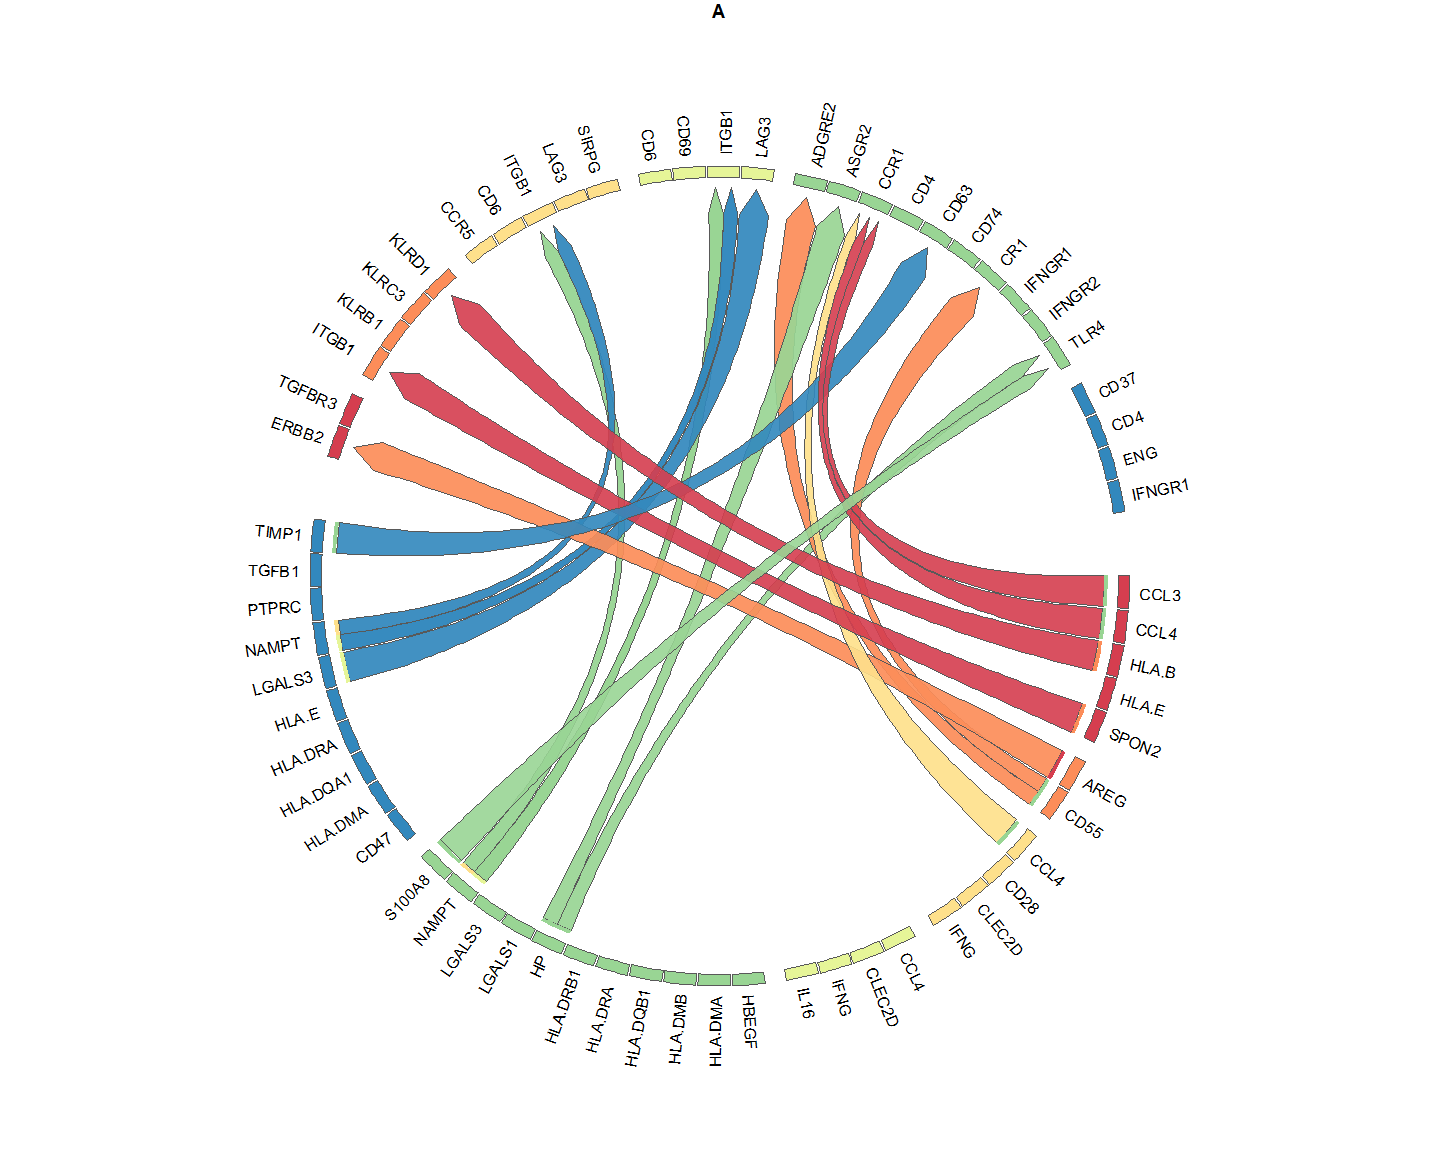 A
CD6
CD99
ITGB1
LAG3
ADGRE2
ASGR2
CCR1
CD4
CD63
CD74
CR1
IFNGR1
IFNGR2
TLR4
CD37
CD4
ENG
IFNGR1
CCL3
CCL4
HLA.B
HLA.E
SPON2
AREG
CD55
CCL4
CD28
CLEC2D
IFNG
CCL4
CLEC2D
IFNG
IL16
HBEGF
HLA.DMA
HLA.DMB
HLA.DQB1
HLA.DRA
HLA.DRB1
HP
LGALS1
LGALS3
NAMPT
S100A8
CD47
HLA.DMA
HLA.DQA1
HLA.DRA
HLA.E
LGALS3
NAMPT
PTPRC
TGFB1
TIMP1
ERBB2
TGFBR3
ITGB1
KLRB1
KLRC3
KLRD1
CCR5
CD6
ITGB1
LAG3
SIRPG